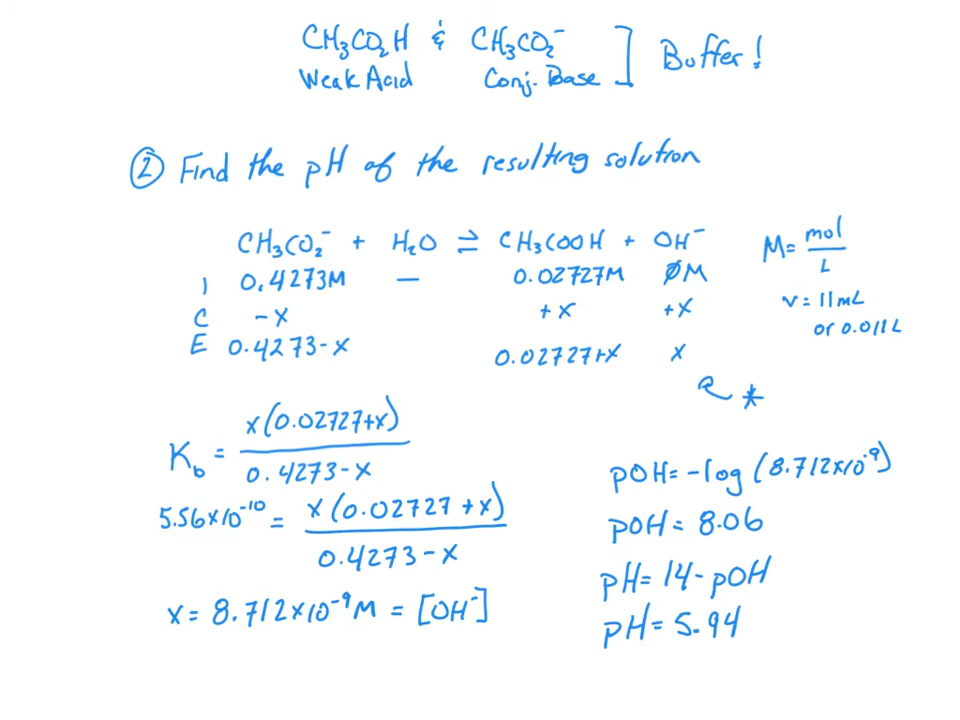 CH₃CO₂H & CH₃CO₂⁻ ] Buffer!
Weak Acid Conj. Base
② Find the pH of the resulting solution
CH₃CO₂⁻ + H₂O ⇌ CH₃COOH + OH⁻
I 0.4273M — 0.02727M ØM
C -x +x +x
E 0.4273-x 0.02727+x x
*
M= mol/L
V= 11mL
or 0.011L
K_b = x(0.02727+x) / 0.4273-x
5.56x10⁻¹⁰ = x(0.02727+x) / 0.4273-x
x= 8.712x10⁻⁹M = [OH⁻]
pOH= -log(8.712x10⁻⁹)
pOH= 8.06
pH= 14-pOH
pH= 5.94